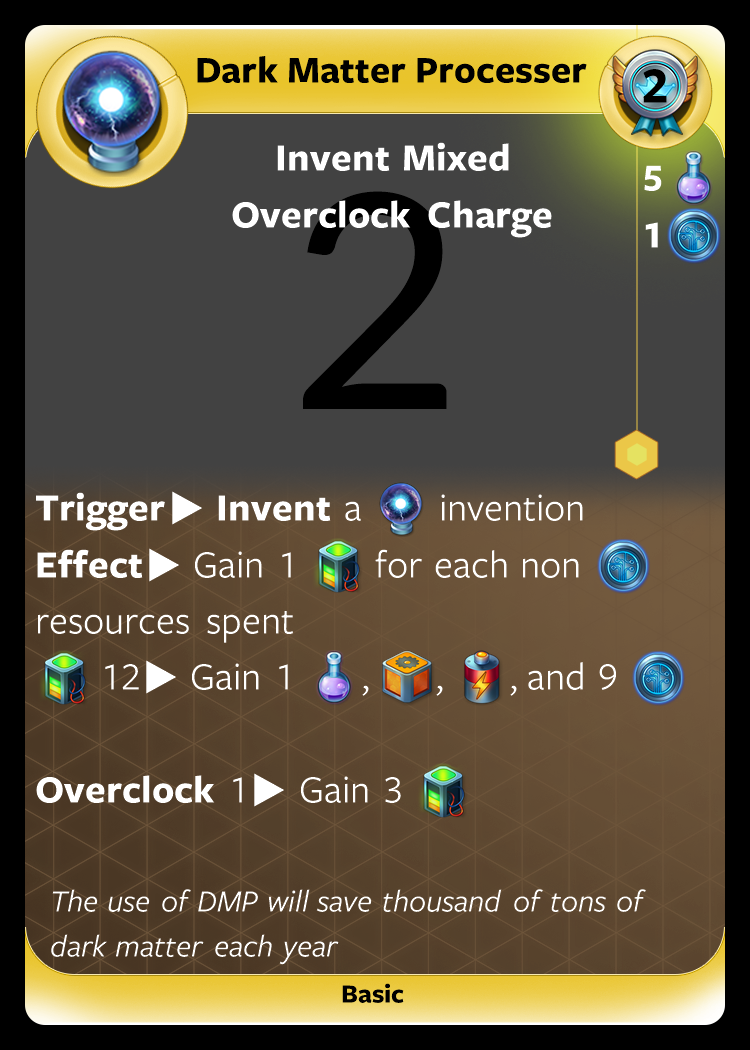 Dark Matter Processer
2
Invent Mixed
5
Overclock Charge
1
2
Trigger▶ Invent a invention
Effect▶ Gain 1 for each non
resources spent
12▶ Gain 1 , , , and 9
Overclock 1▶ Gain 3
The use of DMP will save thousand of tons of
dark matter each year
Basic